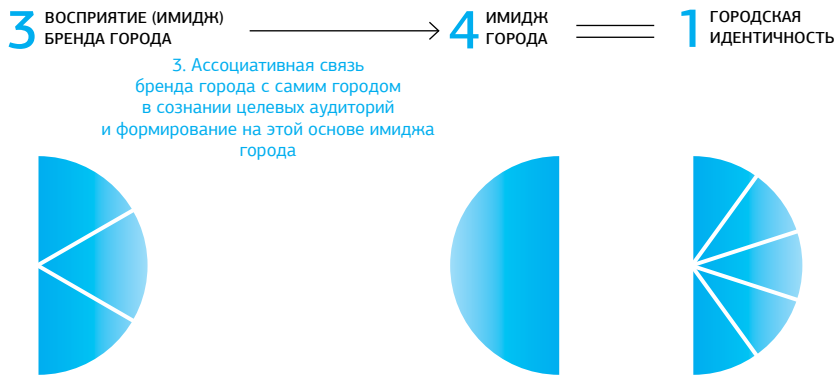 3 ВОСПРИЯТИЕ (ИМИДЖ)
БРЕНДА ГОРОДА
4 ИМИДЖ
ГОРОДА
1 ГОРОДСКАЯ
ИДЕНТИЧНОСТЬ
3. Ассоциативная связь
бренда города с самим городом
в сознании целевых аудиторий
и формирование на этой основе имиджа
города